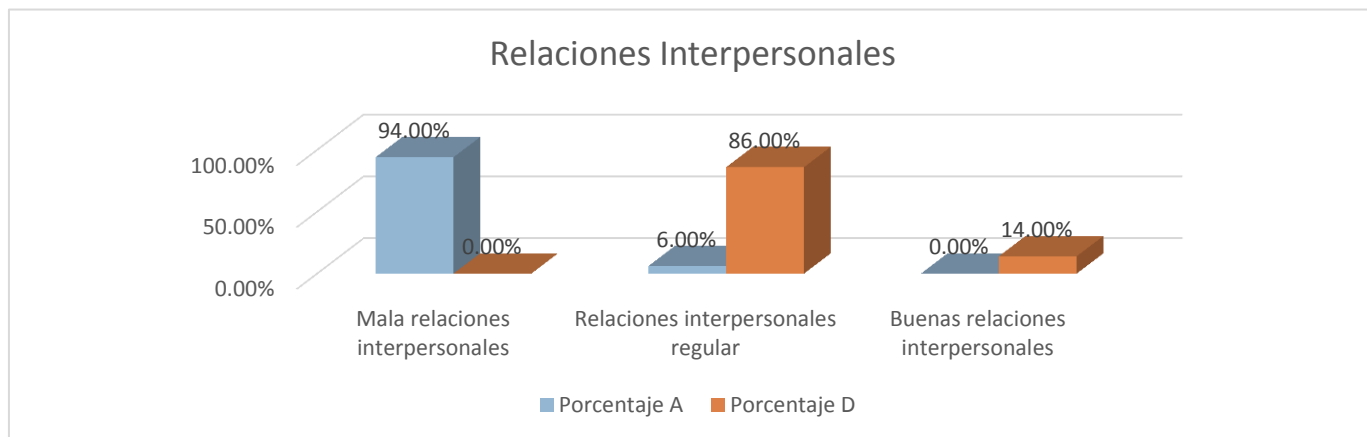 Relaciones Interpersonales
94.00%
86.00%
100.00%
50.00%
0.00%
0.00%
6.00%
0.00%
14.00%
Mala relaciones
interpersonales
Relaciones interpersonales
regular
Buenas relaciones
interpersonales
Porcentaje A
Porcentaje D